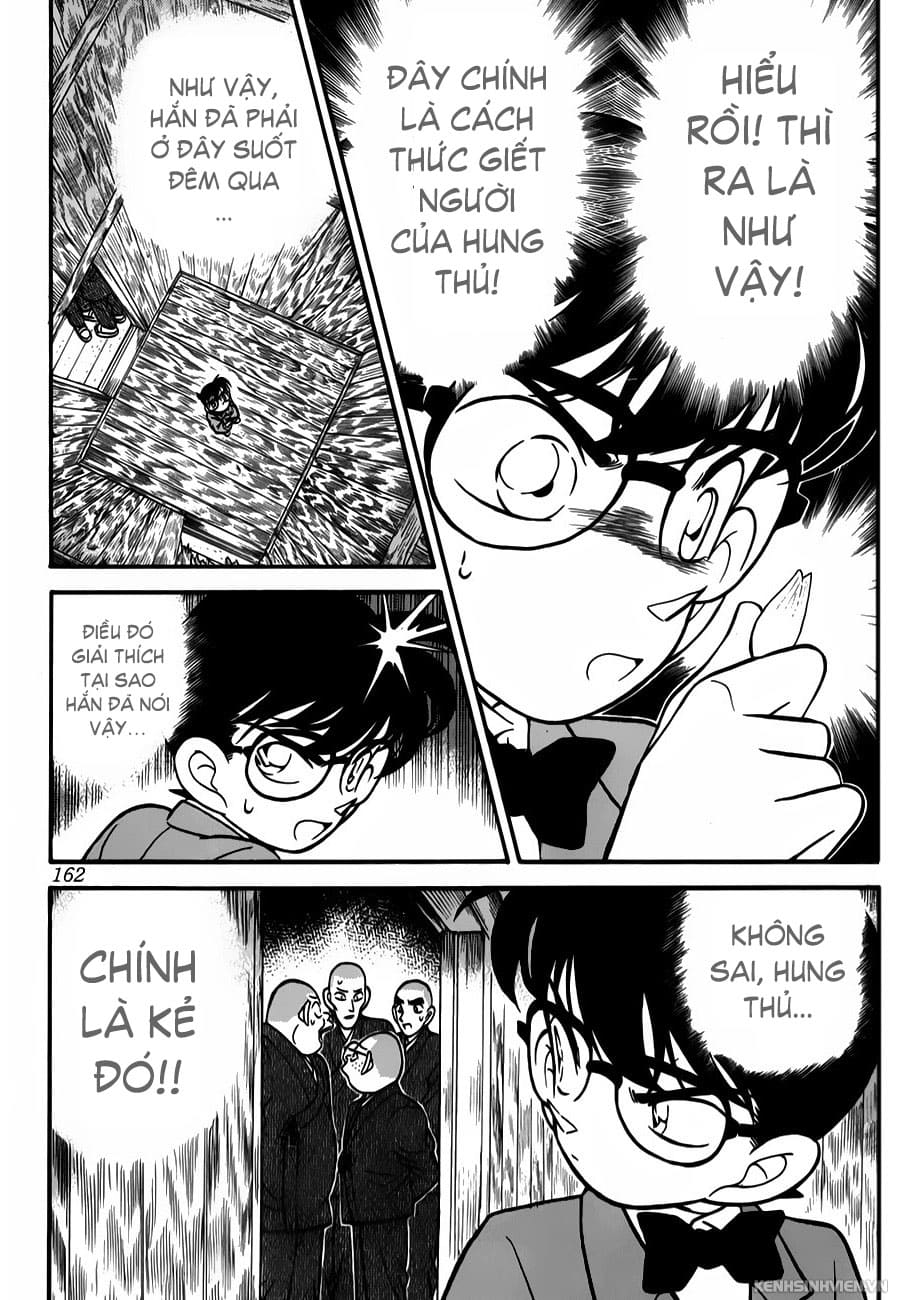 HIỂU
RỒI! THÌ
RA LÀ
NHƯ
VẬY!
ĐÂY CHÍNH
LÀ CÁCH
THỨC GIẾT
NGƯỜI
CỦA HUNG
THỦ!
NHƯ VẬY,
HẮN ĐÃ PHẢI
Ở ĐÂY SUỐT
ĐÊM QUA
...
ĐIỀU ĐÓ
GIẢI THÍCH
TẠI SAO
HẮN ĐÃ NÓI
VẬY...
162
KHÔNG
SAI, HUNG
THỦ...
CHÍNH
LÀ KẺ
ĐÓ!!
KENHSINHVIEN.VN